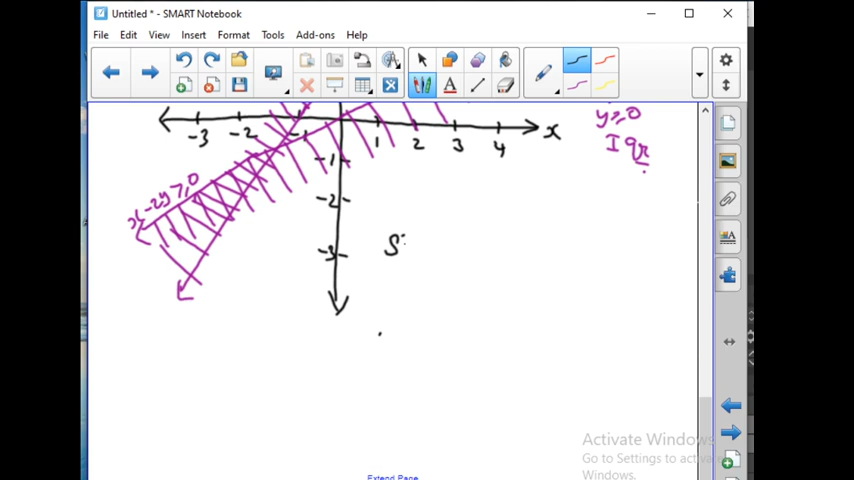 Untitled * - SMART Notebook
File Edit View Insert Format Tools Add-ons Help
y≥0
I qr
-3 -2 -1 1 2 3 4 x
-1
x-2y≥0
-2
-3
S
Activate Windows
Go to Settings to activa
Windows.
Extend Page